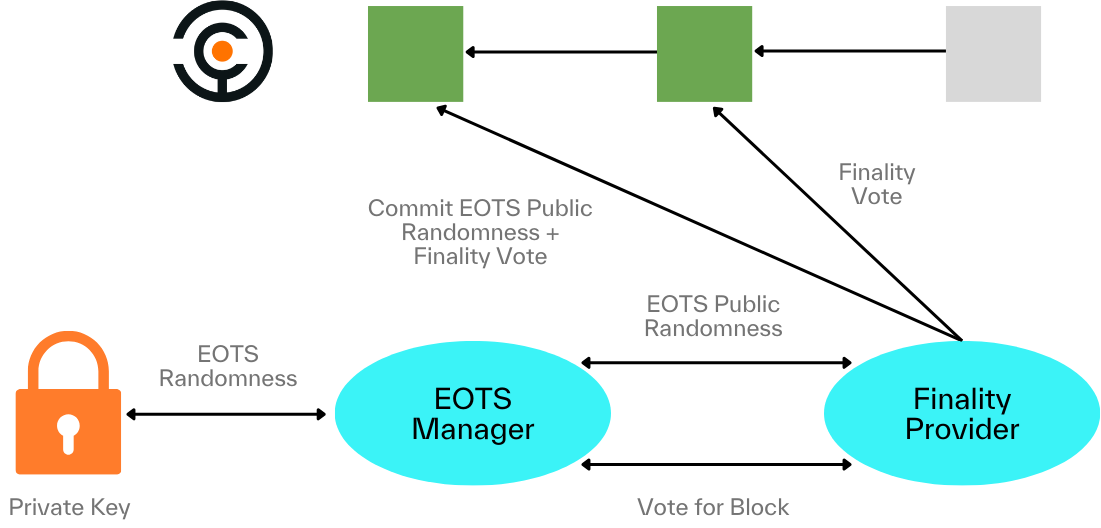 Finality
Vote
Commit EOTS Public
Randomness +
Finality Vote
EOTS Public
Randomness
EOTS
Randomness
EOTS
Manager
Finality
Provider
Private Key
Vote for Block